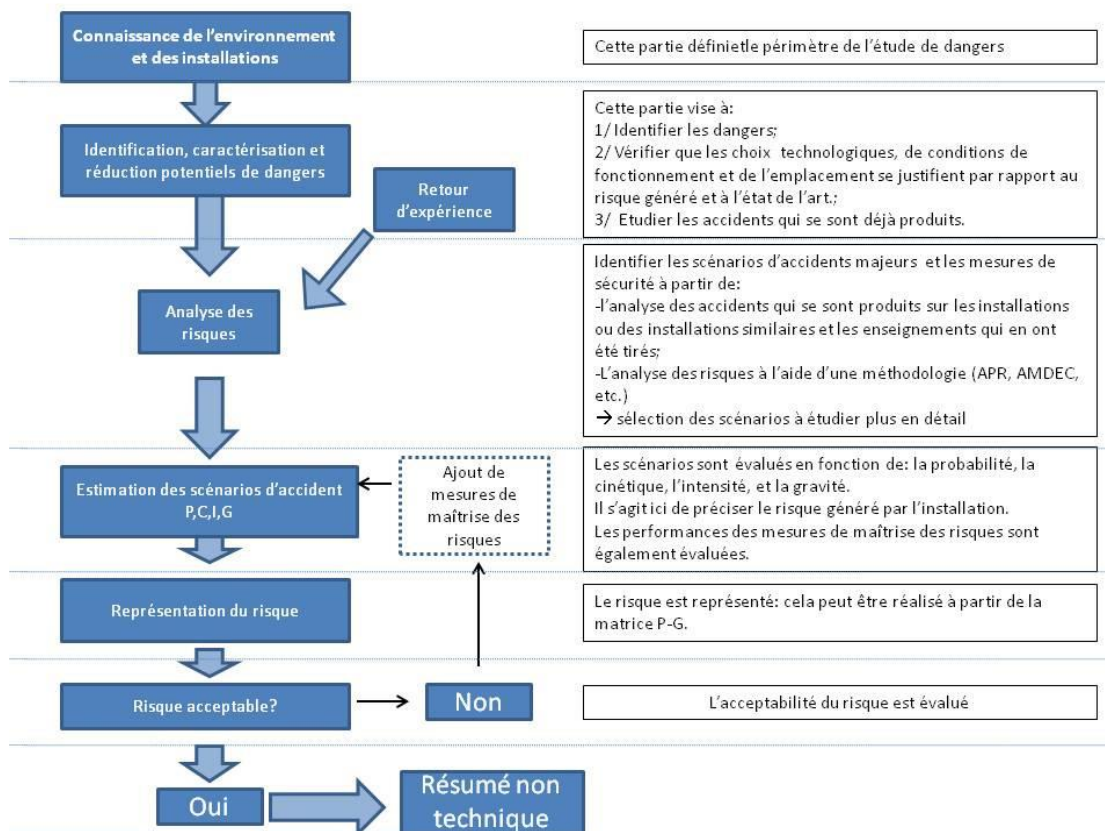 Connaissance de l'environnement
et des installations
Cette partie définietle périmètre de l'étude de dangers
Identification, caractérisation et
réduction potentiels de dangers
Retour
d'expérience
Cette partie vise à:
1/ Identifier les dangers;
2/ Vérifier que les choix technologiques, de conditions de
fonctionnement et de l'emplacement se justifient par rapport au
risque généré et à l'état de l'art.;
3/ Etudier les accidents qui se sont déjà produits.
Analyse des
risques
Identifier les scénarios d'accidents majeurs et les mesures de
sécurité à partir de:
-l'analyse des accidents qui se sont produits sur les installations
ou des installations similaires et les enseignements qui en ont
été tirés;
-L'analyse des risques à l'aide d'une méthodologie (APR, AMDEC,
etc.)
→ sélection des scénarios à étudier plus en détail
Estimation des scénarios d'accident
P,C,I,G
Ajout de
mesures de
maîtrise des
risques
Les scénarios sont évalués en fonction de: la probabilité, la
cinétique, l'intensité, et la gravité.
Il s'agit ici de préciser le risque généré par l'installation.
Les performances des mesures de maîtrise des risques sont
également évaluées.
Représentation du risque
Le risque est représenté: cela peut être réalisé à partir de la
matrice P-G.
Risque acceptable?
Non
L'acceptabilité du risque est évalué
Oui
Résumé non
technique